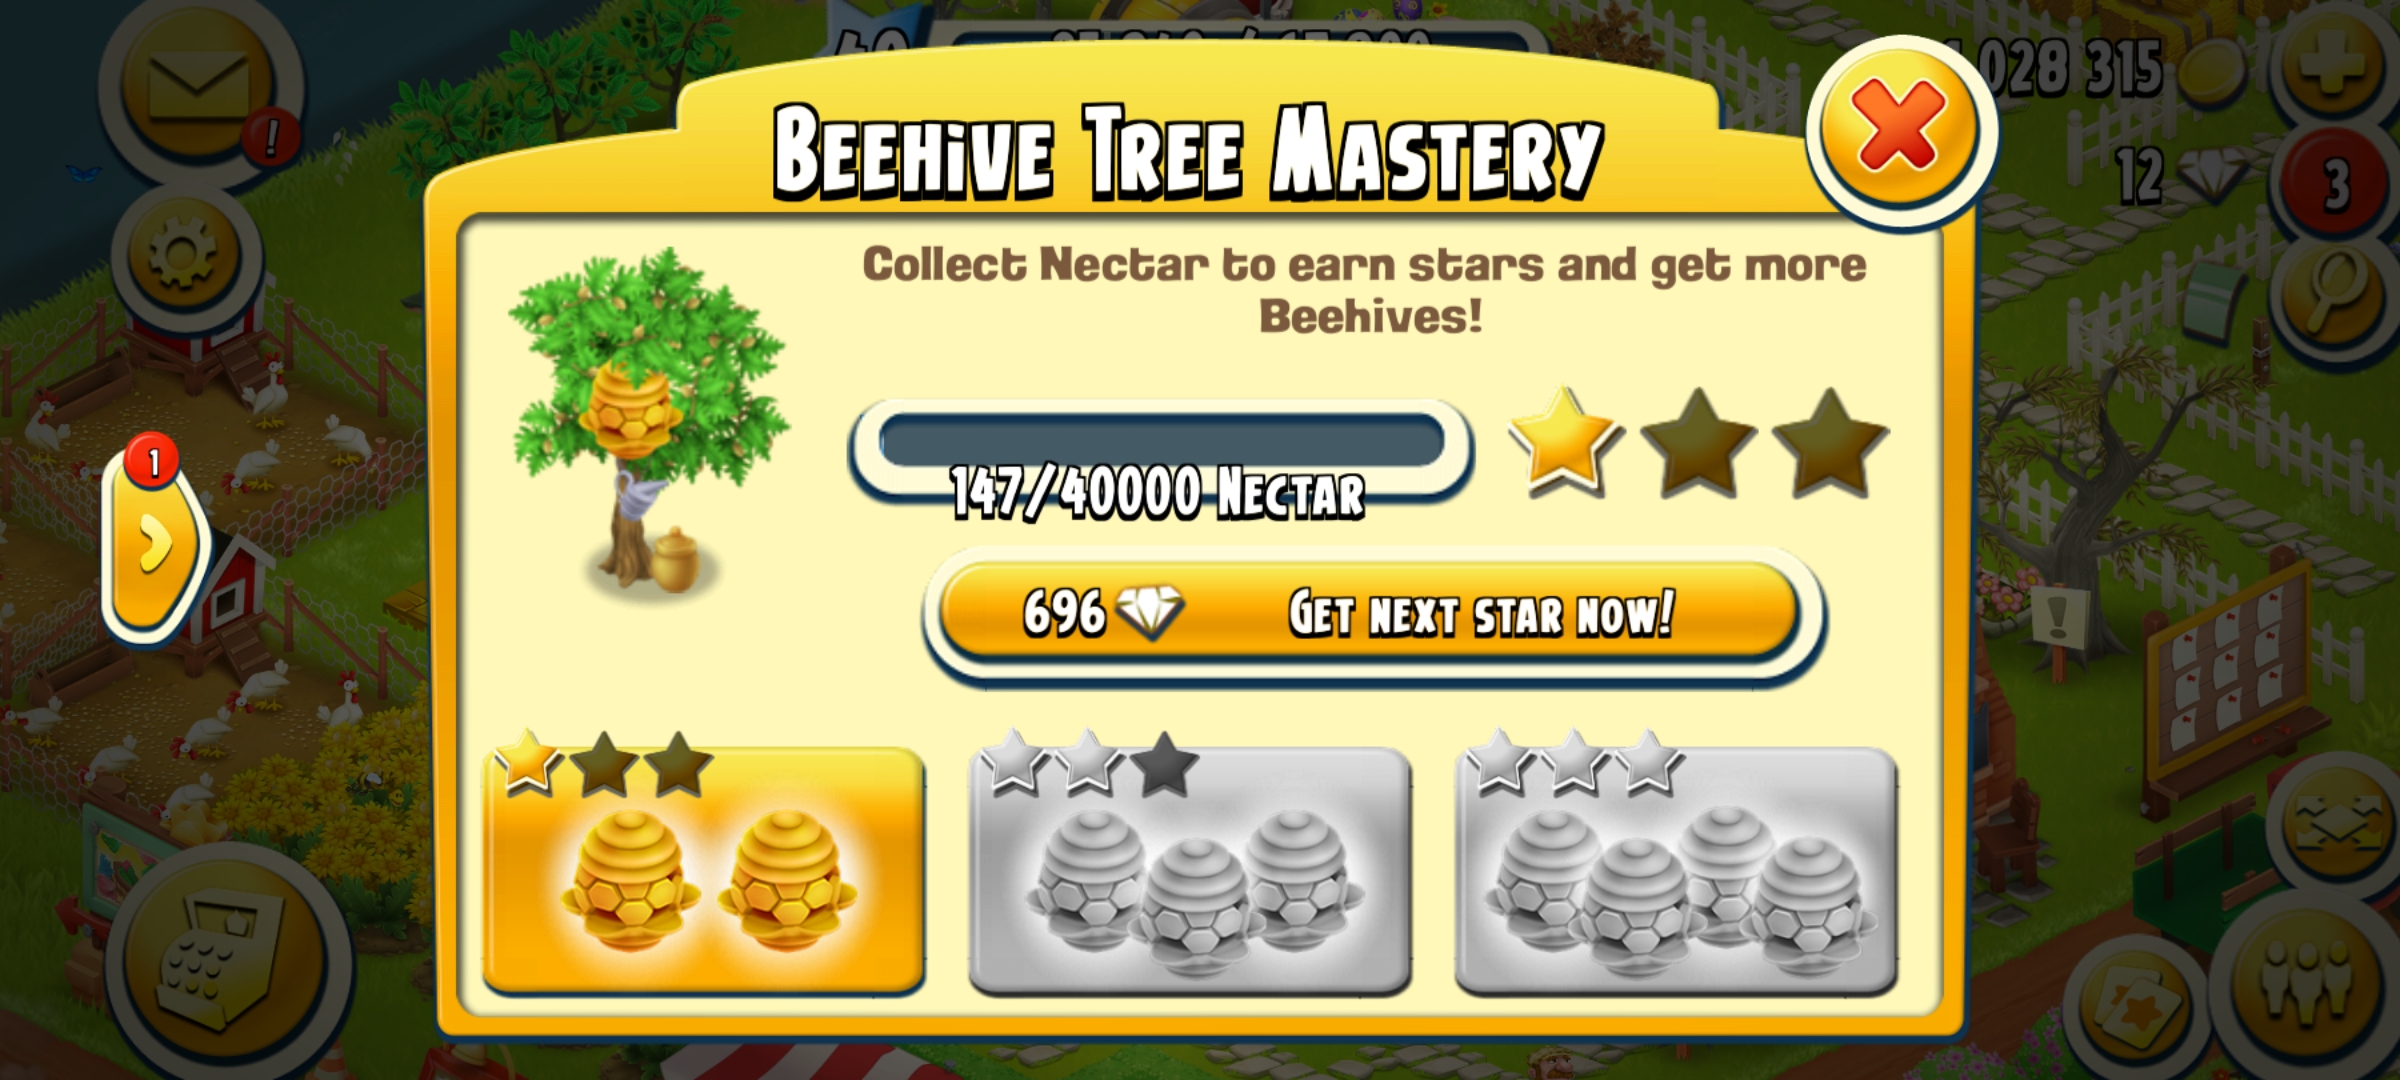 BEEHIVE TREE MASTERY
028 315
12
!
3
Collect Nectar to earn stars and get more
Beehives!
1
147/40000 NECTAR
696 GET NEXT STAR NOW!